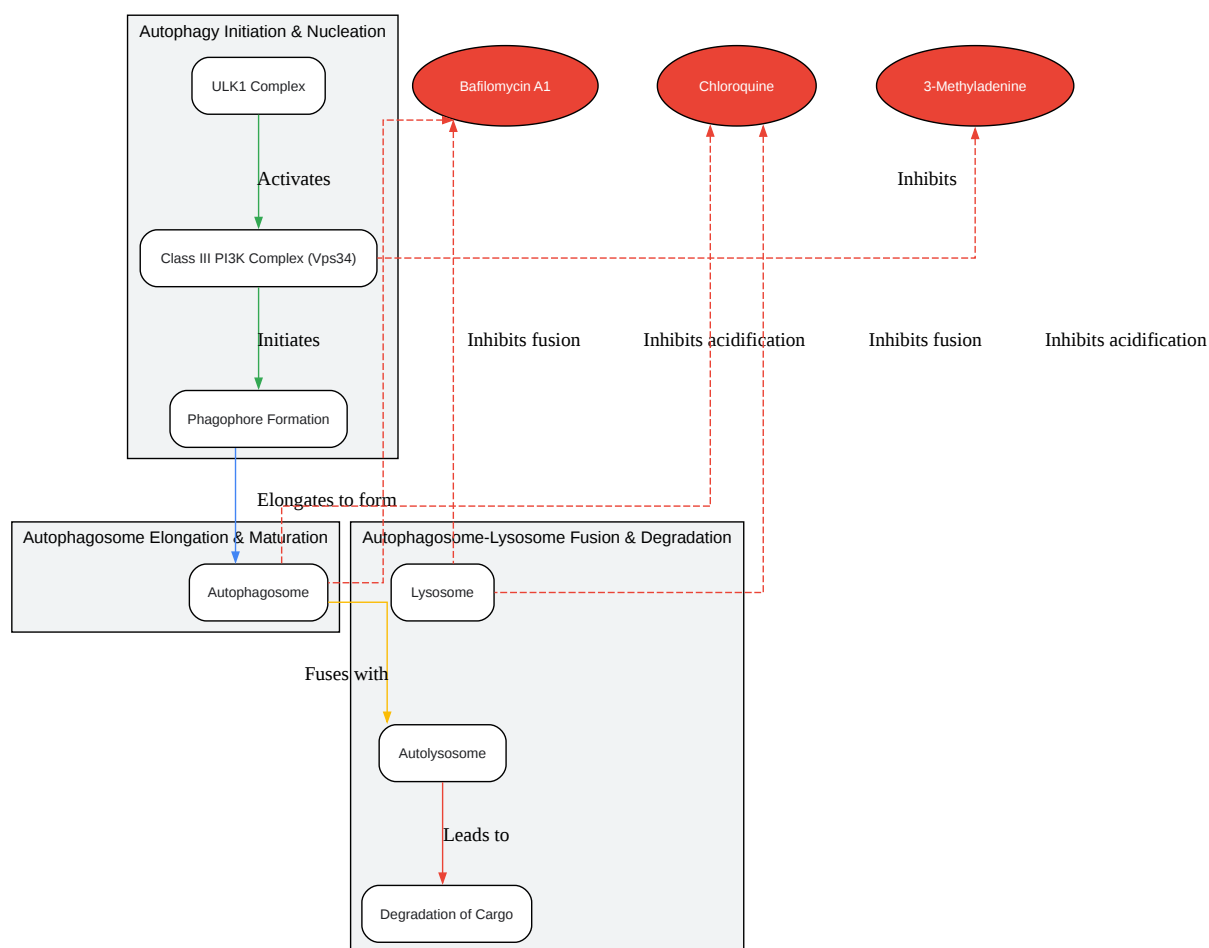 Autophagy Initiation & Nucleation
ULK1 Complex
Bafilomycin A1
Chloroquine
3-Methyladenine
Activates
Inhibits
Class III PI3K Complex (Vps34)
Initiates
Inhibits fusion
Inhibits acidification
Inhibits fusion
Inhibits acidification
Phagophore Formation
Elongates to form
Autophagosome Elongation & Maturation
Autophagosome-Lysosome Fusion & Degradation
Autophagosome
Lysosome
Fuses with
Autolysosome
Leads to
Degradation of Cargo